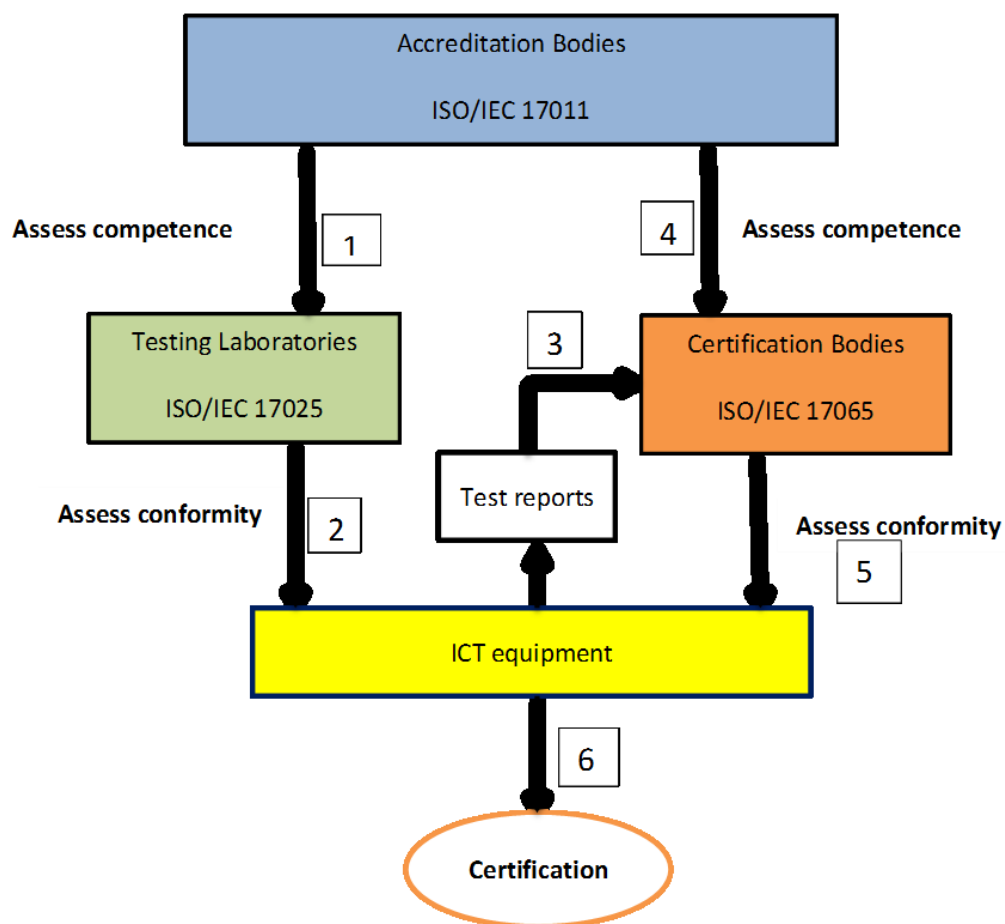 Accreditation Bodies
ISO/IEC 17011
Assess competence
1
4
Assess competence
Testing Laboratories
ISO/IEC 17025
3
Certification Bodies
ISO/IEC 17065
Test reports
Assess conformity
2
Assess conformity
5
ICT equipment
6
Certification